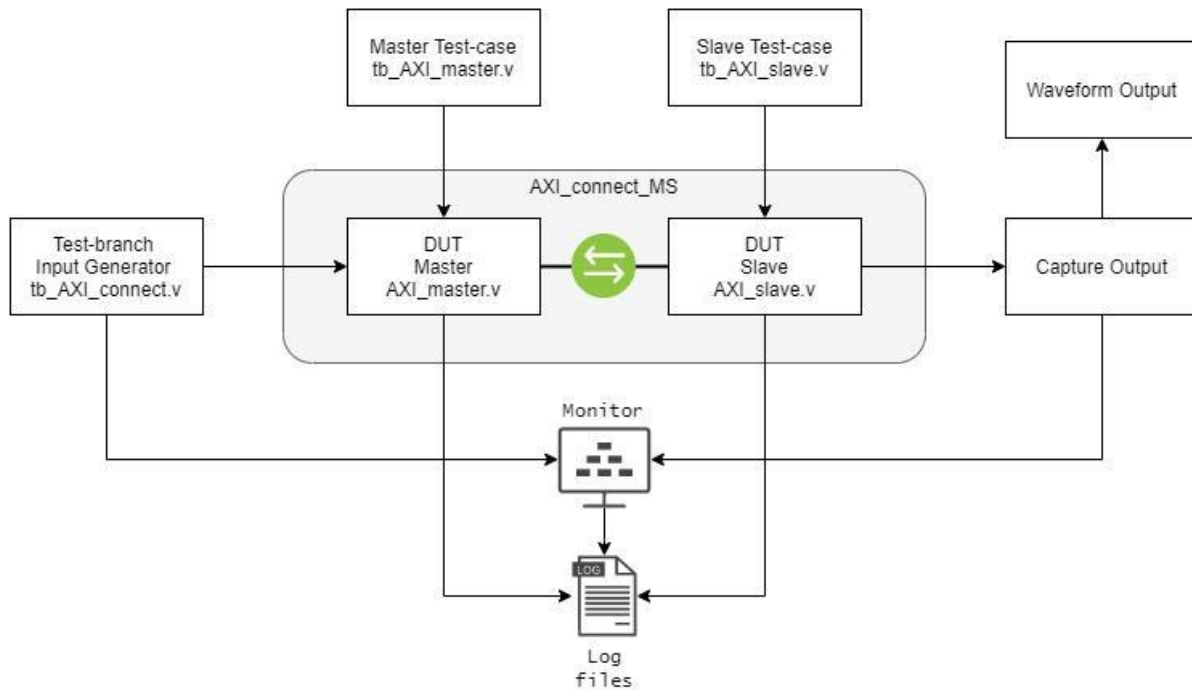 Master Test-case
tb_AXI_master.v
Slave Test-case
tb_AXI_slave.v
Waveform Output
AXI_connect_MS
Test-branch
Input Generator
tb_AXI_connect.v
DUT
Master
AXI_master.v
DUT
Slave
AXI_slave.v
Capture Output
Monitor
LOG
Log
files